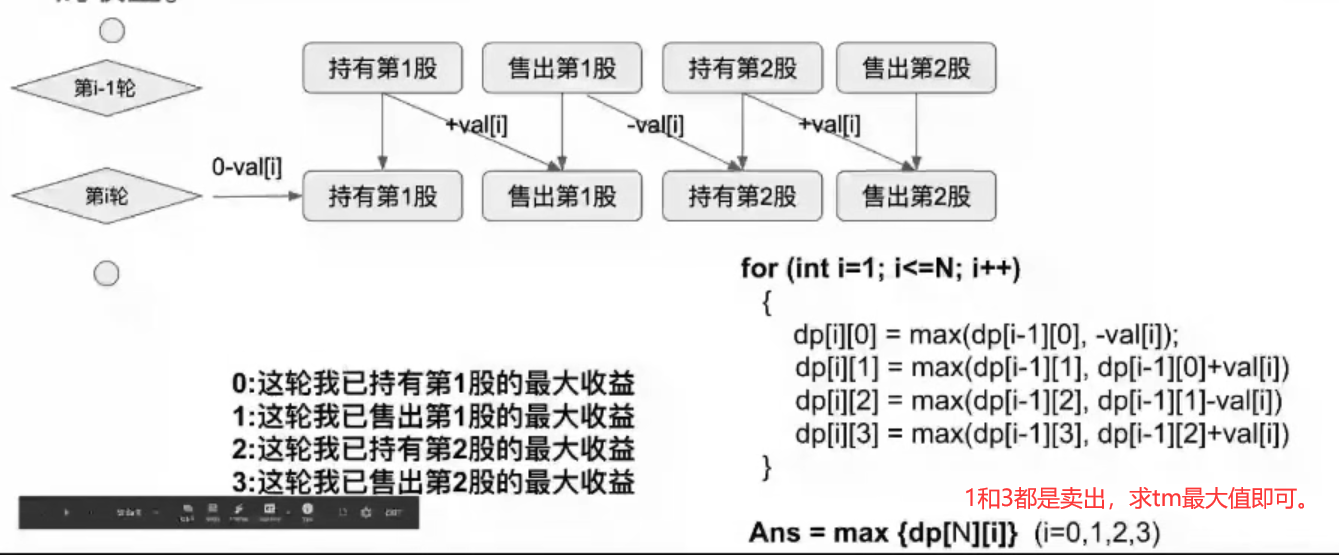 第i-1轮
持有第1股
售出第1股
持有第2股
售出第2股
+val[i]
-val[i]
+val[i]
0-val[i]
第i轮
持有第1股
售出第1股
持有第2股
售出第2股
for (int i=1; i<=N; i++)
{
dp[i][0] = max(dp[i-1][0], -val[i]);
dp[i][1] = max(dp[i-1][1], dp[i-1][0]+val[i])
dp[i][2] = max(dp[i-1][2], dp[i-1][1]-val[i])
dp[i][3] = max(dp[i-1][3], dp[i-1][2]+val[i])
}
0:这轮我已持有第1股的最大收益
1:这轮我已售出第1股的最大收益
2:这轮我已持有第2股的最大收益
3:这轮我已售出第2股的最大收益
1和3都是卖出，求tm最大值即可。
Ans = max {dp[N][i]} (i=0,1,2,3)